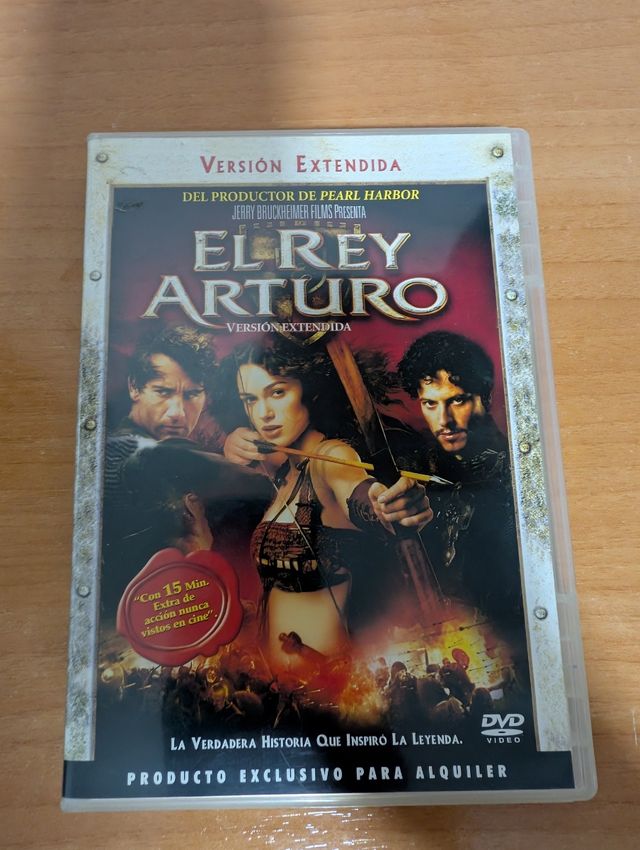 VERSIÓN EXTENDIDA
DEL PRODUCTOR DE PEARL HARBOR
JERRY BRUCKHEIMER FILMS PRESENTA
EL REY
ARTURO
VERSIÓN EXTENDIDA
"Con 15 Min.
Extra de
acción nunca
vistos en cine".
LA VERDADERA HISTORIA QUE INSPIRÓ LA LEYENDA.
DVD
VIDEO
PRODUCTO EXCLUSIVO PARA ALQUILER